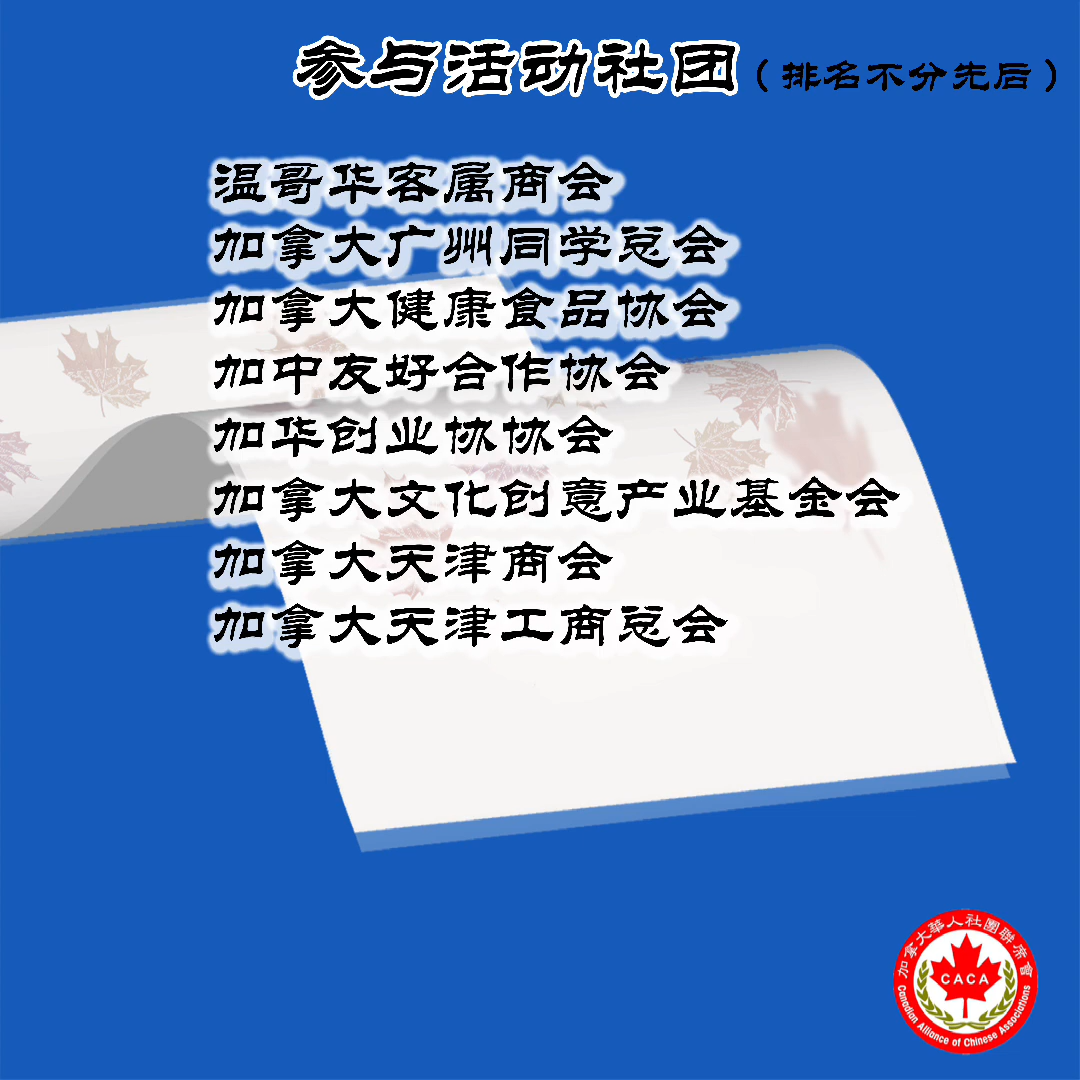 参与活动社团（排名不分先后）
温哥华客属商会
加拿大广州同学总会
加拿大健康食品协会
加中友好合作协会
加华创业协协会
加拿大文化创意产业基金会
加拿大天津商会
加拿大天津工商总会
加拿大華人社團聯席會
CACA
Canadian Alliance of Chinese Associations